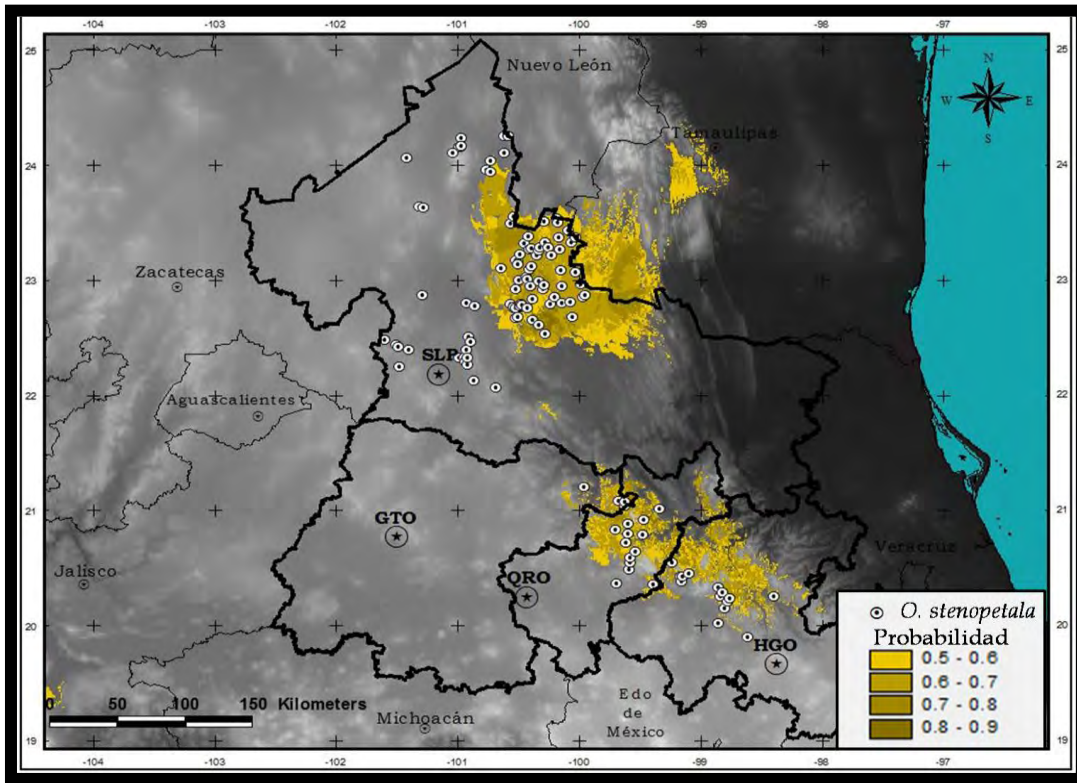 -104 -103 -102 -101 -100 -99 -98 -97
25 25
Nuevo León
N
W E
S
Tamaulipas
24 24
Zacatecas
23 23
SLP
Aguascalientes
22 22
21 21
GTO
Veracruz
Jalisco
QRO
20 20
HGO
O. stenopetala
Probabilidad
0.5 - 0.6
0.6 - 0.7
0.7 - 0.8
0.8 - 0.9
0 50 100 150 Kilometers
Edo
de
México
Michoacán
19 19
-104 -103 -102 -101 -100 -99 -98 -97